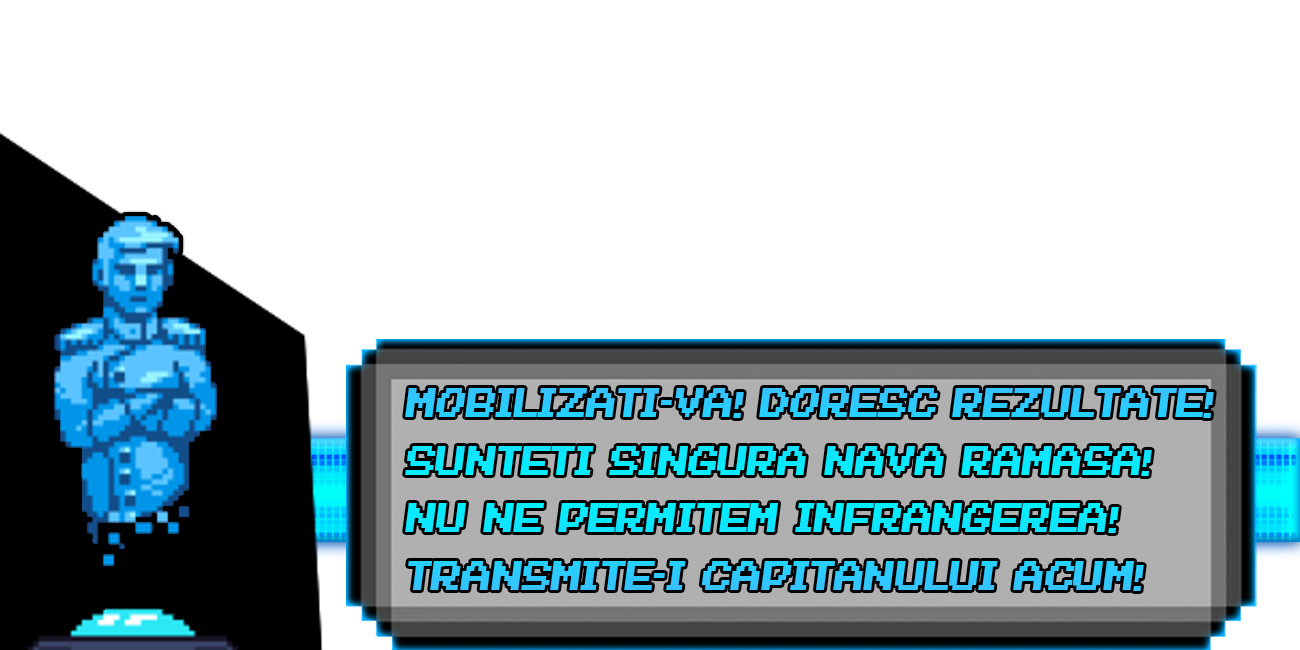 MOBILIZATI-VA! DORESC REZULTATE!
SUNTETI SINGURA NAVA RAMASA!
NU NE PERMITEM INFRANGEREA!
TRANSMITE-I CAPITANULUI ACUM!